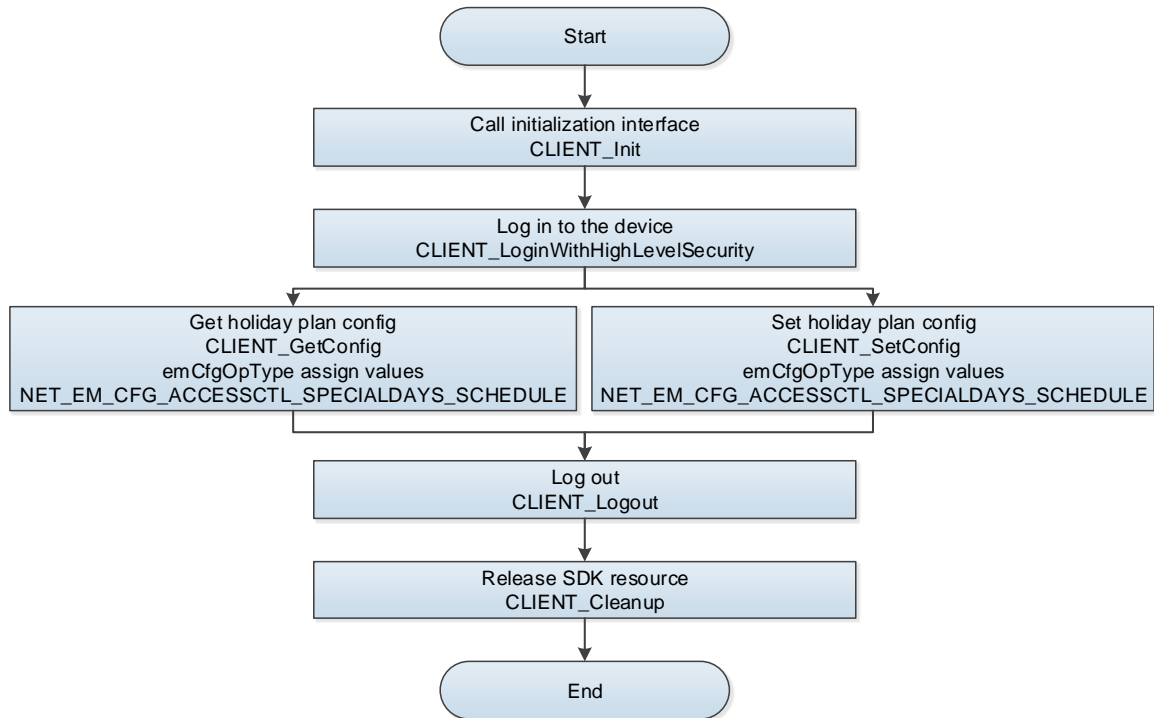 Start
Call initialization interface
CLIENT_Init
Log in to the device
CLIENT_LoginWithHighLevelSecurity
Get holiday plan config
CLIENT_GetConfig
emCfgOpType assign values
NET_EM_CFG_ACCESSCTL_SPECIALDAYS_SCHEDULE
Set holiday plan config
CLIENT_SetConfig
emCfgOpType assign values
NET_EM_CFG_ACCESSCTL_SPECIALDAYS_SCHEDULE
Log out
CLIENT_Logout
Release SDK resource
CLIENT_Cleanup
End